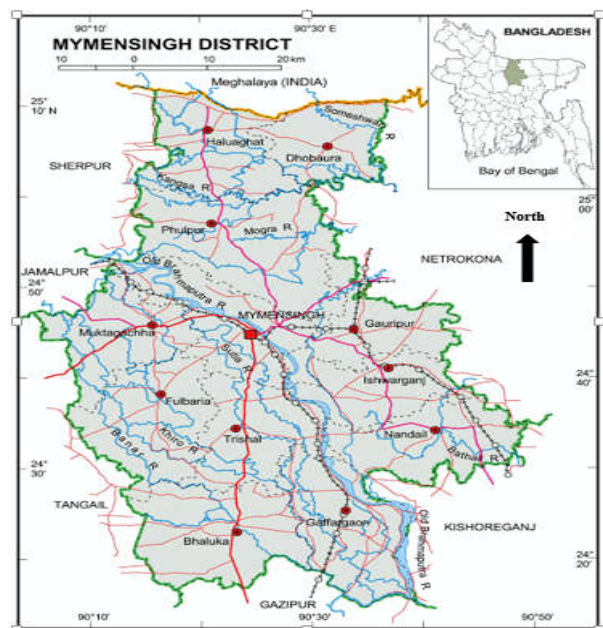 90°10'
90°30' E
MYMENSINGH DISTRICT
10 0 10 20 km
BANGLADESH
Bay of Bengal
Meghalaya (INDIA)
25°
10' N
Someshwari
R
Haluaghat
Dhobaura
SHERPUR
Kangsa R.
25°
00'
Phulpur
Mogra R.
North
NETROKONA
JAMALPUR
Old Brahmaputra R.
24°
50'
MYMENSINGH
Muktagachha
Gauripur
Sutia R.
Ishwarganj
24°
40'
Fulbaria
Trishal
Khiro R.
Nandail
Banar R.
Bathail R.
24°
30'
TANGAIL
Gaffargaon
KISHOREGANJ
Old Brahmaputra R.
Bhaluka
24°
20'
GAZIPUR
90°10'
90°30'
90°50'